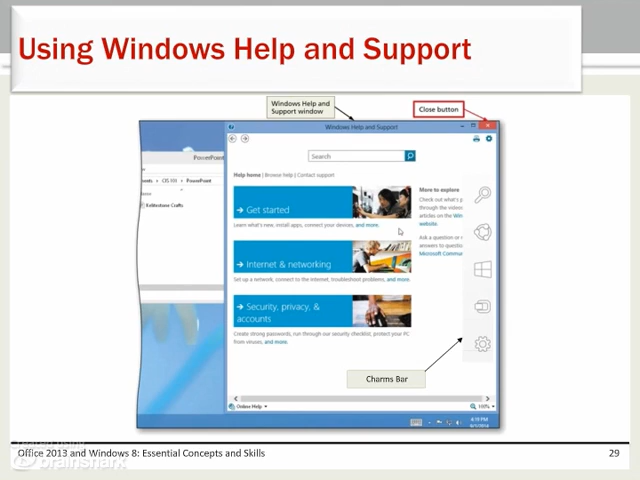 Using Windows Help and Support
Windows Help and
Support window
Close button
Windows Help and Support
Search
PowerPoint
CIS 101 ▸ PowerPoint
Help home | Browse help | Contact support
Get started
Learn what's new, install apps, connect your devices, and more.
Internet & networking
Set up a network, connect to the Internet, troubleshoot problems, and more.
Security, privacy, &
accounts
Create strong passwords, run through our security checklist, protect your PC
from viruses, and more.
More to explore
Check out what's
through the videos
articles on the
website.
Ask a question or
answers to
Microsoft
Charms Bar
Online Help
100%
4:19 PM
Office 2013 and Windows 8: Essential Concepts and Skills
29
brainshark